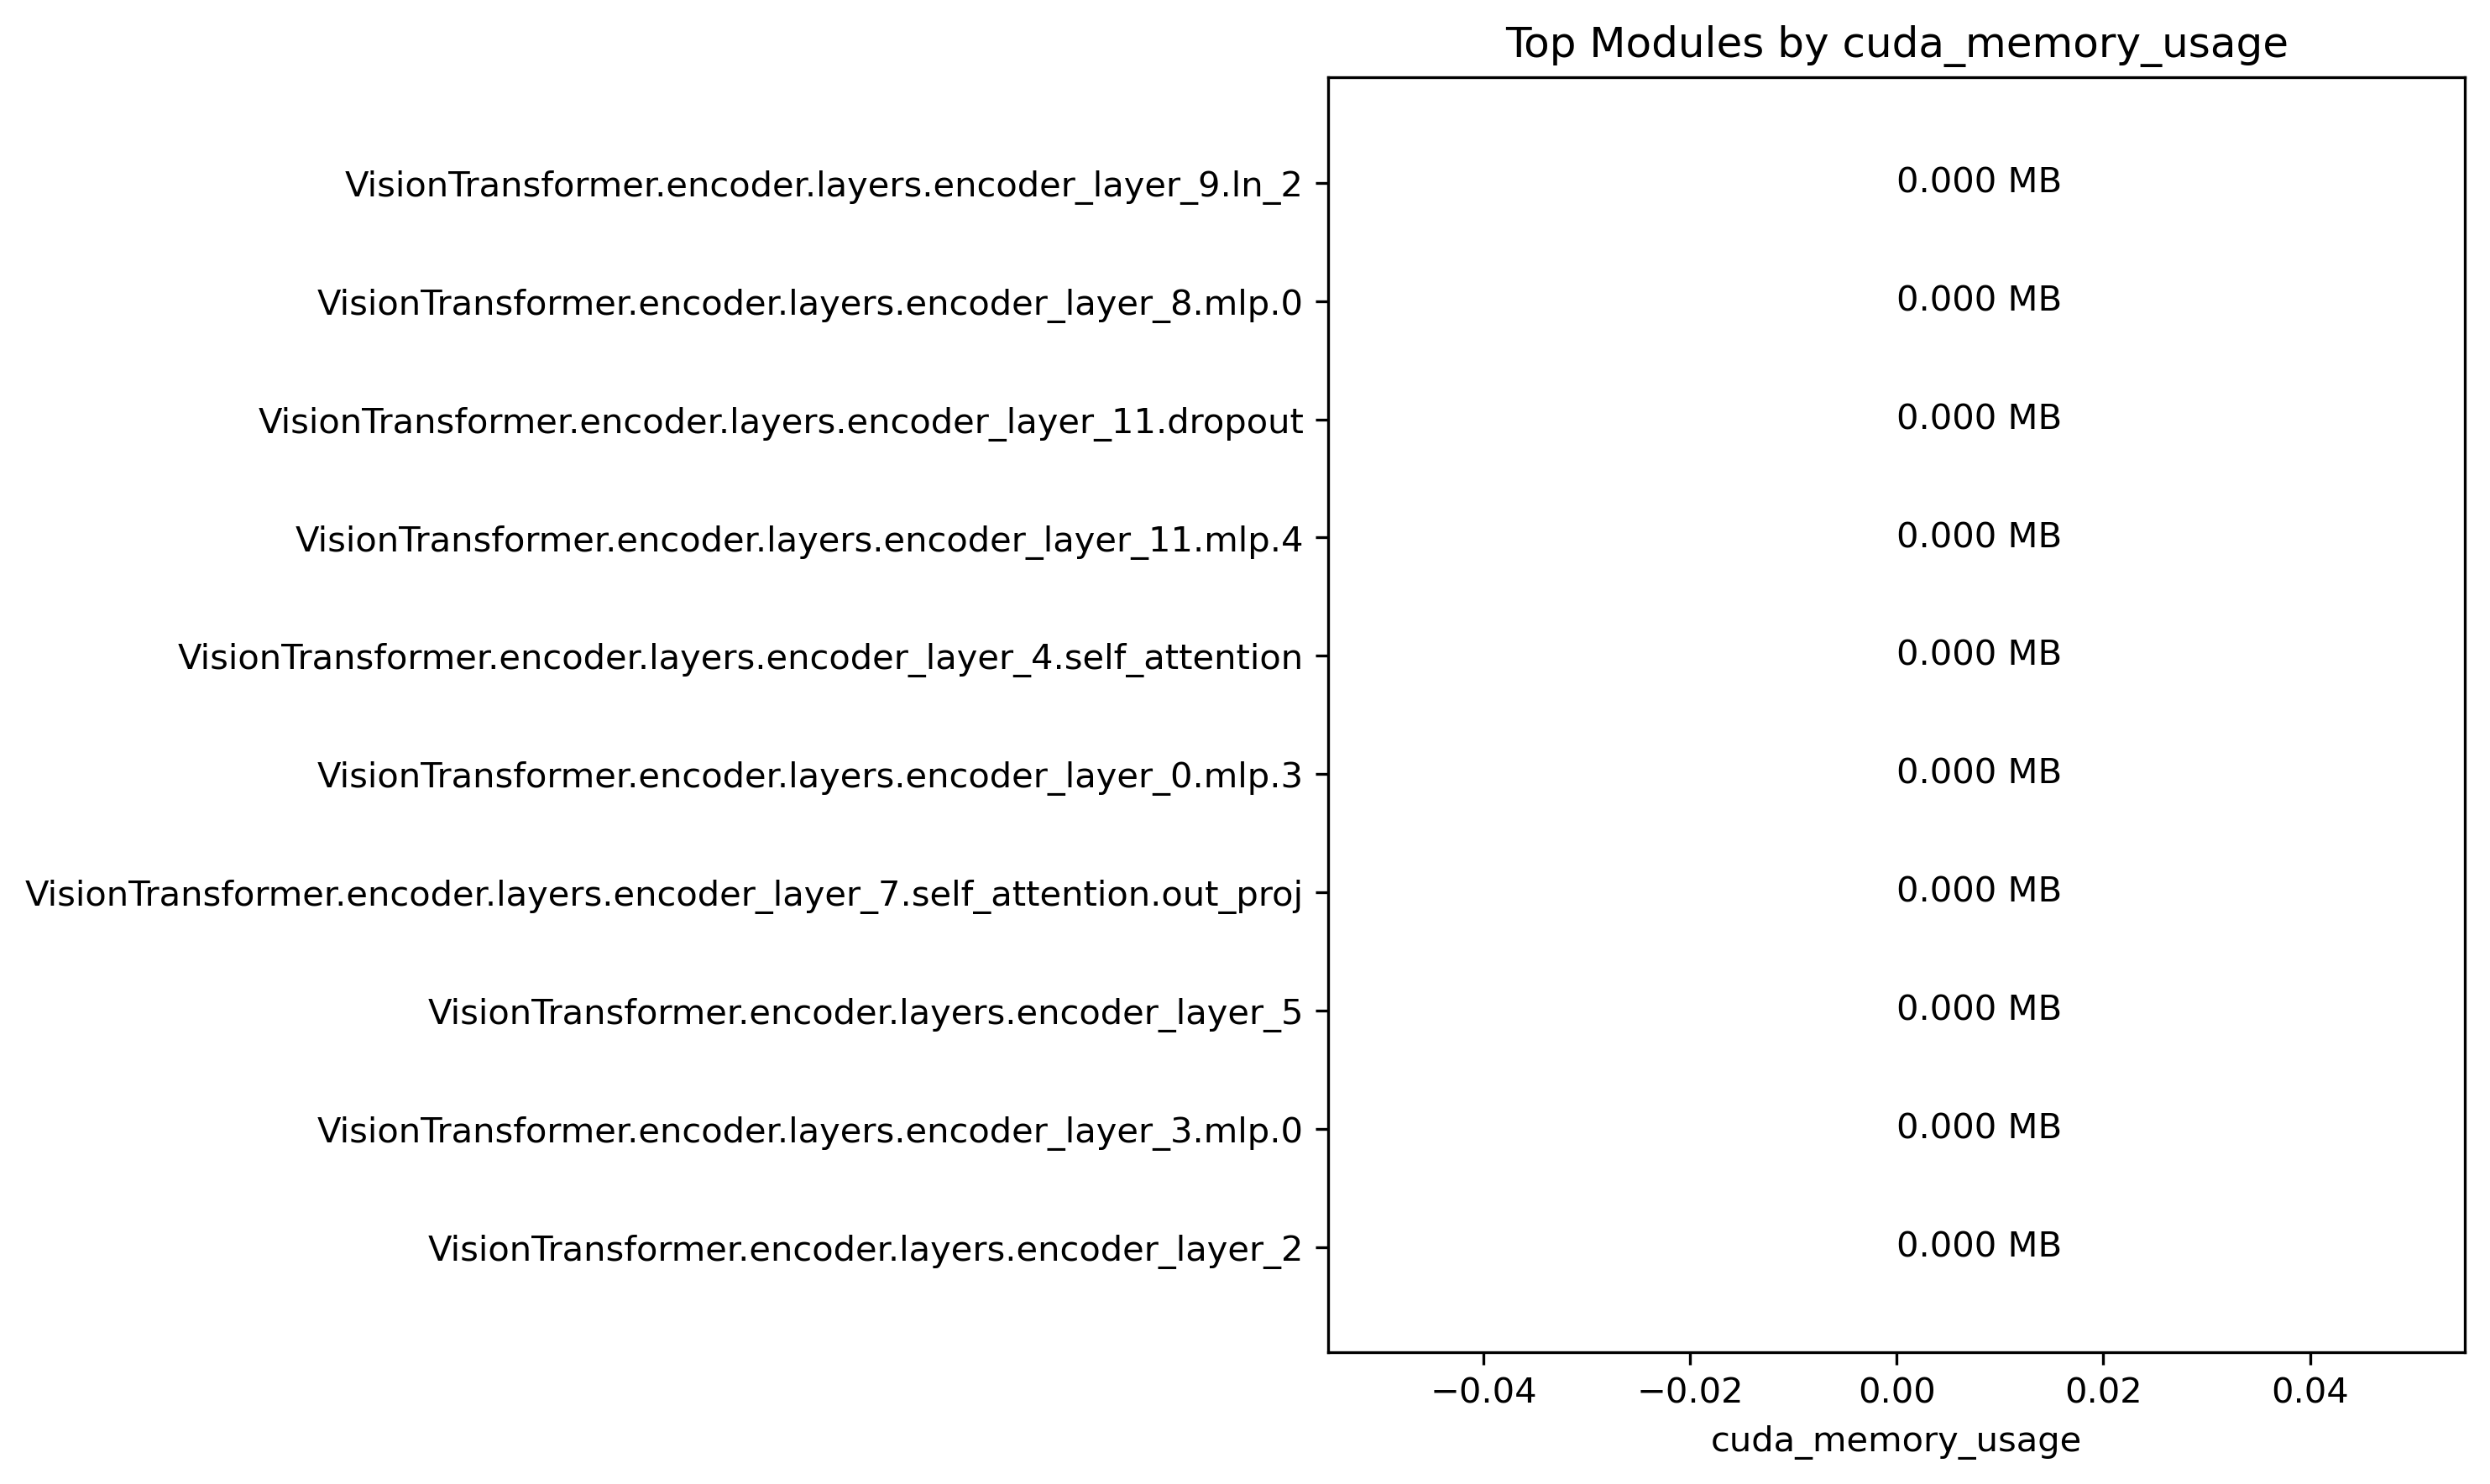 Top Modules by cuda_memory_usage
VisionTransformer.encoder.layers.encoder_layer_9.ln_2 0.000 MB
VisionTransformer.encoder.layers.encoder_layer_8.mlp.0 0.000 MB
VisionTransformer.encoder.layers.encoder_layer_11.dropout 0.000 MB
VisionTransformer.encoder.layers.encoder_layer_11.mlp.4 0.000 MB
VisionTransformer.encoder.layers.encoder_layer_4.self_attention 0.000 MB
VisionTransformer.encoder.layers.encoder_layer_0.mlp.3 0.000 MB
VisionTransformer.encoder.layers.encoder_layer_7.self_attention.out_proj 0.000 MB
VisionTransformer.encoder.layers.encoder_layer_5 0.000 MB
VisionTransformer.encoder.layers.encoder_layer_3.mlp.0 0.000 MB
VisionTransformer.encoder.layers.encoder_layer_2 0.000 MB
−0.04 −0.02 0.00 0.02 0.04
cuda_memory_usage